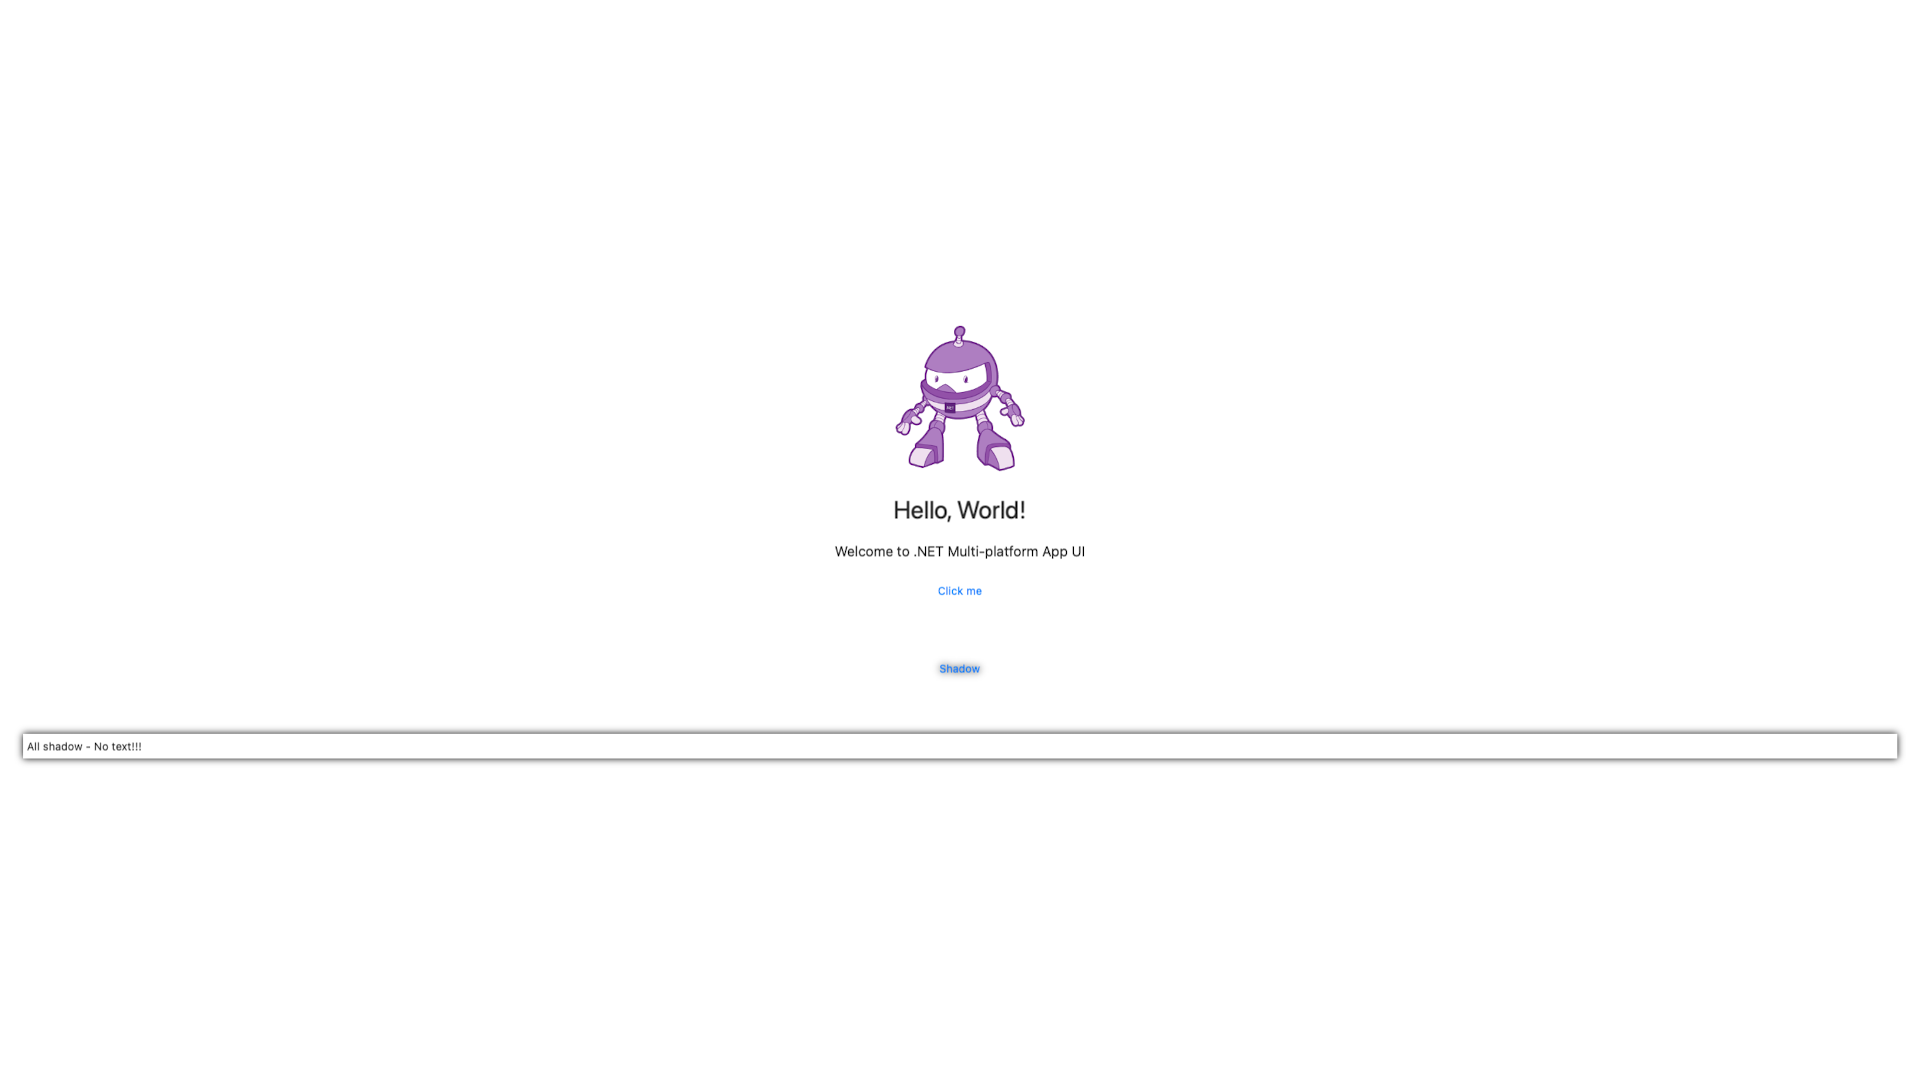 Hello, World!
Welcome to .NET Multi-platform App UI
Click me
Shadow
All shadow - No text!!!